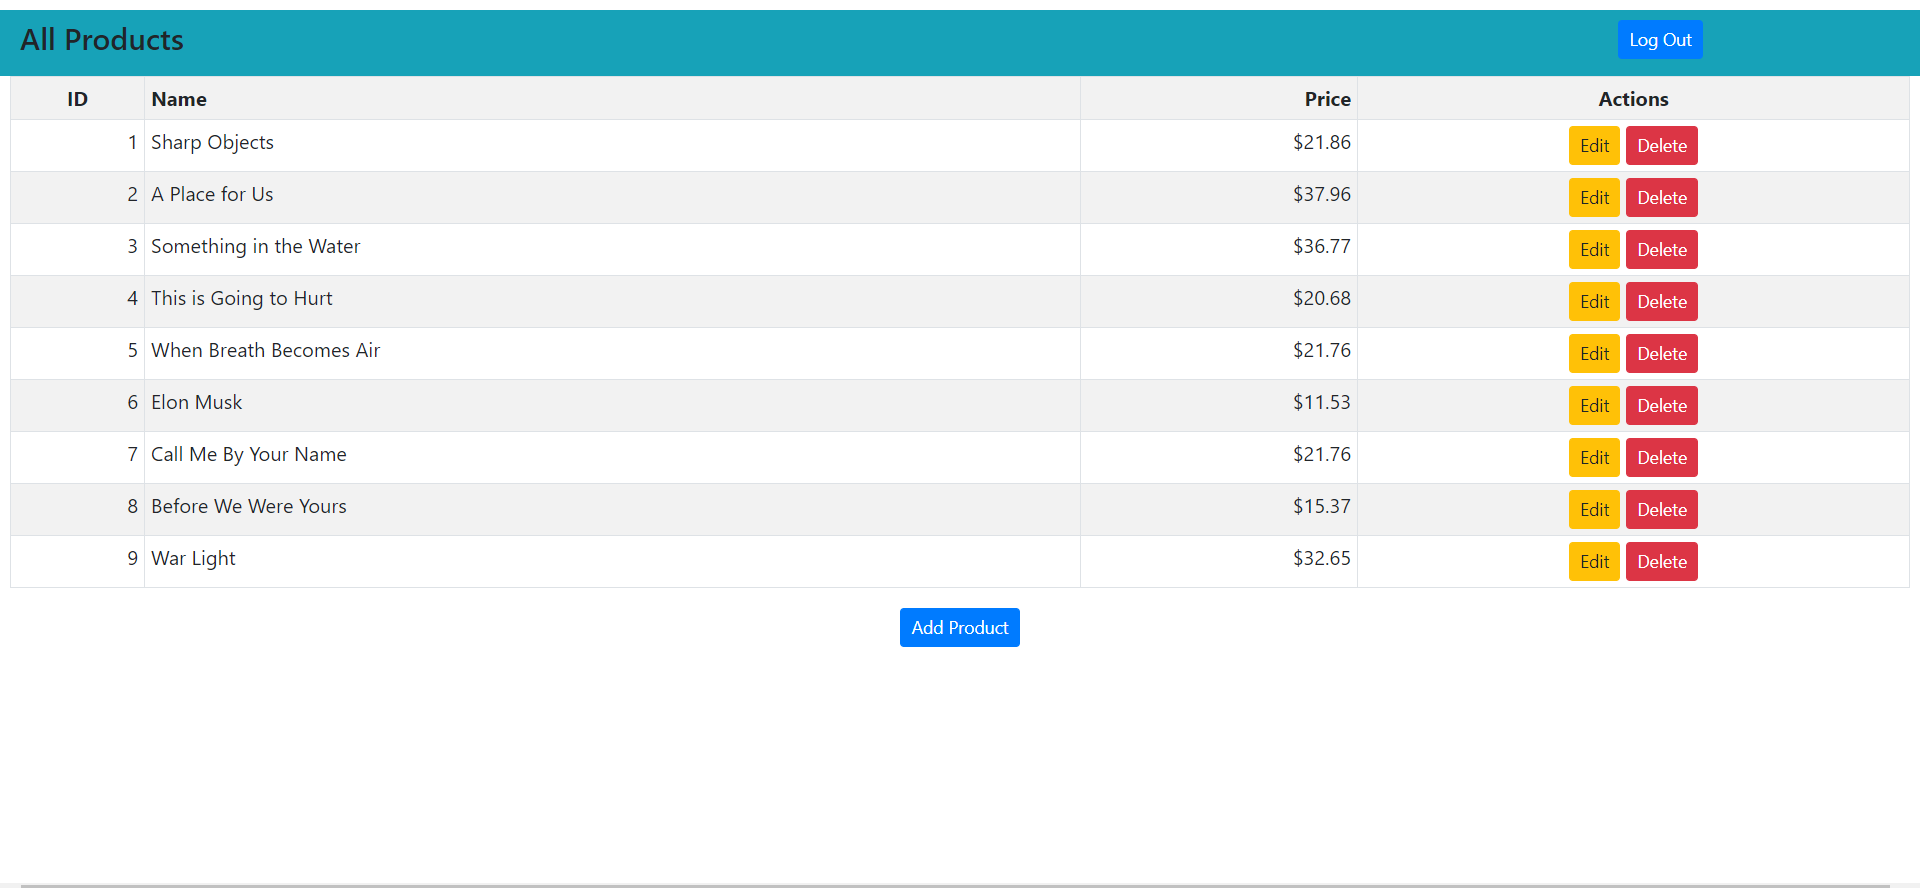 All Products Log Out
ID Name Price Actions
1 Sharp Objects $21.86 Edit Delete
2 A Place for Us $37.96 Edit Delete
3 Something in the Water $36.77 Edit Delete
4 This is Going to Hurt $20.68 Edit Delete
5 When Breath Becomes Air $21.76 Edit Delete
6 Elon Musk $11.53 Edit Delete
7 Call Me By Your Name $21.76 Edit Delete
8 Before We Were Yours $15.37 Edit Delete
9 War Light $32.65 Edit Delete
Add Product